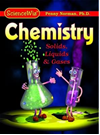 ScienceWiz
Penny Norman, Ph.D.
Chemistry
Solids,
Liquids
& Gases